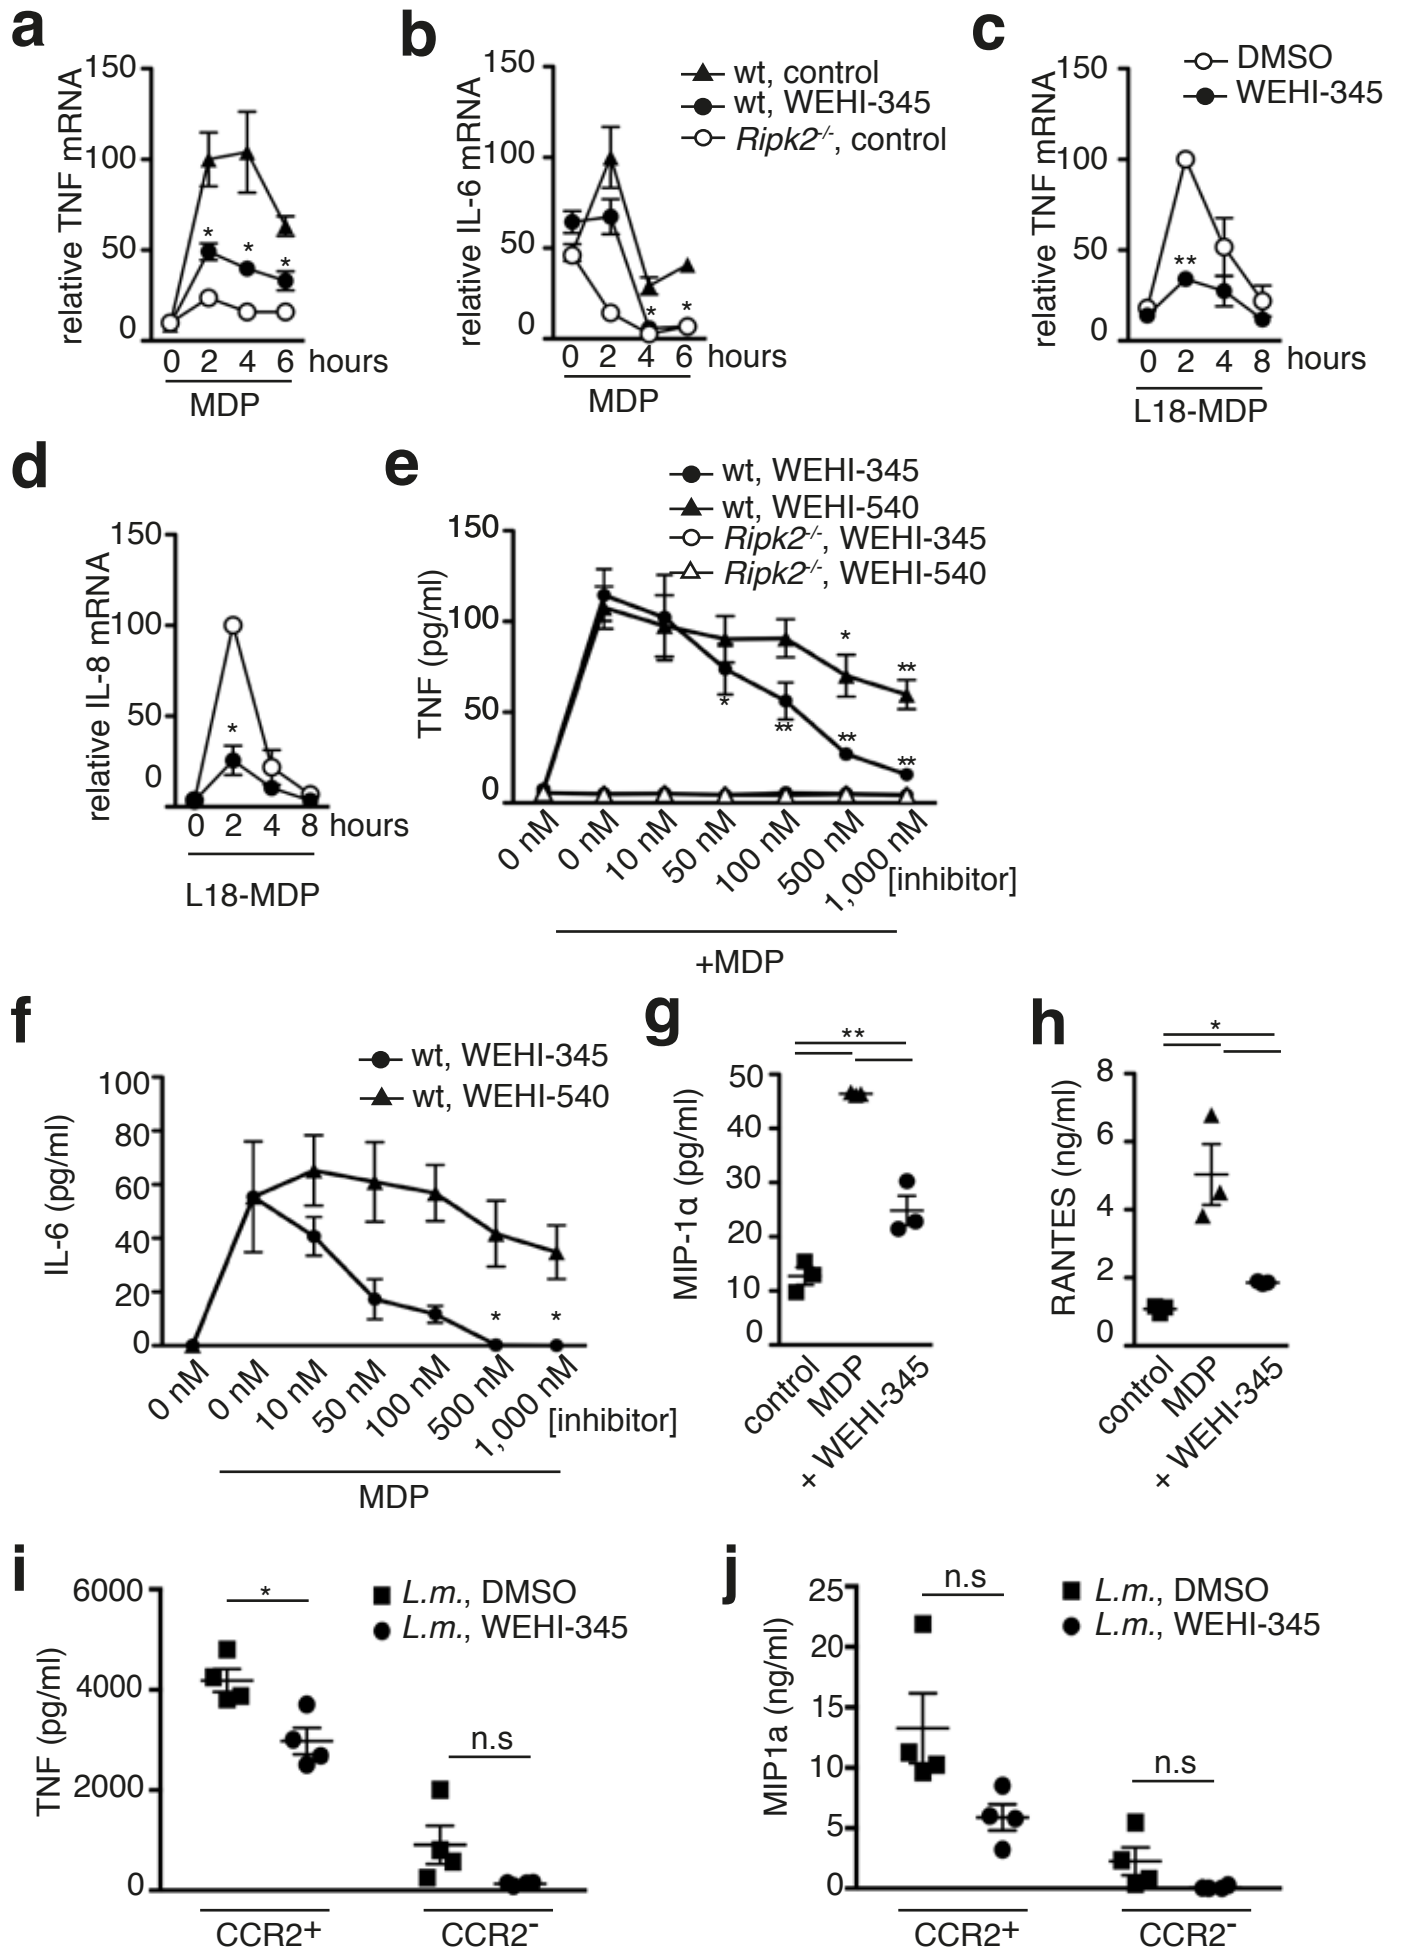 a
relative TNF mRNA
150
100
50
0
*
*
*
0 2 4 6 hours
MDP
b
relative IL-6 mRNA
150
100
50
0
wt, control
wt, WEHI-345
Ripk2-/-, control
*
*
0 2 4 6
MDP
c
relative TNF mRNA
150
100
50
0
DMSO
WEHI-345
**
0 2 4 8 hours
L18-MDP
d
relative IL-8 mRNA
150
100
50
0
*
0 2 4 8 hours
L18-MDP
e
TNF (pg/ml)
150
100
50
0
wt, WEHI-345
wt, WEHI-540
Ripk2-/-, WEHI-345
Ripk2-/-, WEHI-540
*
**
*
**
**
**
0 nM 0 nM 10 nM 50 nM 100 nM 500 nM 1,000 nM [inhibitor]
+MDP
f
IL-6 (pg/ml)
100
80
60
40
20
0
wt, WEHI-345
wt, WEHI-540
*
*
0 nM 0 nM 10 nM 50 nM 100 nM 500 nM 1,000 nM [inhibitor]
MDP
g
MIP-1α (pg/ml)
50
40
30
20
10
0
**
control MDP + WEHI-345
h
RANTES (ng/ml)
8
6
4
2
0
*
control MDP + WEHI-345
i
TNF (pg/ml)
6000
4000
2000
0
*
L.m., DMSO
L.m., WEHI-345
n.s
CCR2+ CCR2-
j
MIP1a (ng/ml)
25
20
15
10
5
0
n.s
L.m., DMSO
L.m., WEHI-345
n.s
CCR2+ CCR2-